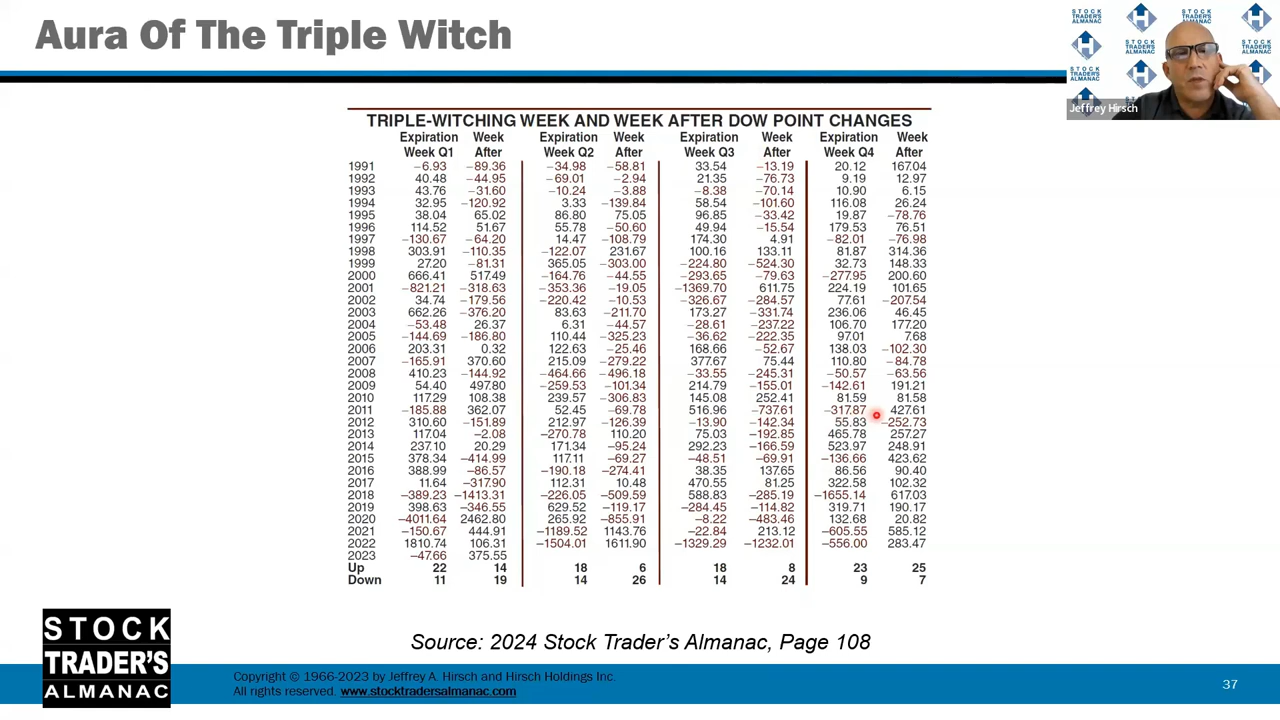 Aura Of The Triple Witch
STOCK TRADER'S ALMANAC
Jeffrey Hirsch
TRIPLE-WITCHING WEEK AND WEEK AFTER DOW POINT CHANGES
Expiration Week Expiration Week Expiration Week Expiration Week
Week Q1 After Week Q2 After Week Q3 After Week Q4 After
1991 −6.93 −89.36 −34.98 −58.81 33.54 −13.19 20.12 167.04
1992 40.48 −44.95 −69.01 −2.94 21.35 −76.73 9.19 12.97
1993 43.76 −31.60 −10.24 −3.88 −8.38 −70.14 10.90 6.15
1994 32.95 −120.92 3.33 −139.84 58.54 −101.60 116.08 26.24
1995 38.04 65.02 86.80 75.05 96.85 −33.42 19.87 −78.76
1996 114.52 51.67 55.78 −50.60 49.94 −15.54 179.53 76.51
1997 −130.67 −64.20 14.47 −108.79 174.30 4.91 −82.01 −76.98
1998 303.91 −110.35 −122.07 231.67 100.16 133.11 81.87 314.36
1999 27.20 −81.31 365.05 −303.00 −224.80 −524.30 32.73 148.33
2000 666.41 517.49 −164.76 −44.55 −293.65 −79.63 −277.95 200.60
2001 −821.21 −318.63 −353.36 −19.05 −1369.70 611.75 224.19 101.65
2002 34.74 −179.56 −220.42 −10.53 −326.67 −284.57 77.61 −207.54
2003 662.26 −376.20 83.63 −211.70 173.27 −331.74 236.06 46.45
2004 −53.48 26.37 6.31 −44.57 −28.61 −237.22 106.70 177.20
2005 −144.69 −186.80 110.44 −325.23 −36.62 −222.35 97.01 7.68
2006 203.31 0.32 122.63 −25.46 168.66 −52.67 138.03 −102.30
2007 −165.91 370.60 215.09 −279.22 377.67 75.44 110.80 −84.78
2008 410.23 −144.92 −464.66 −496.18 −33.55 −245.31 −50.57 −63.56
2009 54.40 497.80 −259.53 −101.34 214.79 −155.01 −142.61 191.21
2010 117.29 108.38 239.57 −306.83 145.08 252.41 81.59 81.58
2011 −185.88 362.07 52.45 −69.78 516.96 −737.61 −317.87 427.61
2012 310.60 −151.89 212.97 −126.39 −13.90 −142.34 55.83 −252.73
2013 117.04 −2.08 −270.78 110.20 75.03 −192.85 465.78 257.27
2014 237.10 20.29 171.34 −95.24 292.23 −166.59 523.97 248.91
2015 378.34 −414.99 117.11 −69.27 −48.51 −69.91 −136.66 423.62
2016 388.99 −86.57 −190.18 −274.41 38.35 137.65 86.56 90.40
2017 11.64 −317.90 112.31 10.48 470.55 81.25 322.58 102.32
2018 −389.23 −1413.31 −226.05 −509.59 588.83 −285.19 −1655.14 617.03
2019 398.63 −346.55 629.52 −119.17 −284.45 −114.82 319.71 190.17
2020 −4011.64 2462.80 265.92 −855.91 −8.22 −483.46 132.68 20.82
2021 −150.67 444.91 −1189.52 1143.76 −22.84 213.12 −605.55 585.12
2022 1810.74 106.31 −1504.01 1611.90 −1329.29 −1232.01 −556.00 283.47
2023 −47.66 375.55
Up 22 14 18 6 18 8 23 25
Down 11 19 14 26 14 24 9 7
Source: 2024 Stock Trader's Almanac, Page 108
STOCK
TRADER'S
ALMANAC
Copyright © 1966-2023 by Jeffrey A. Hirsch and Hirsch Holdings Inc.
All rights reserved. www.stocktradersalmanac.com
37